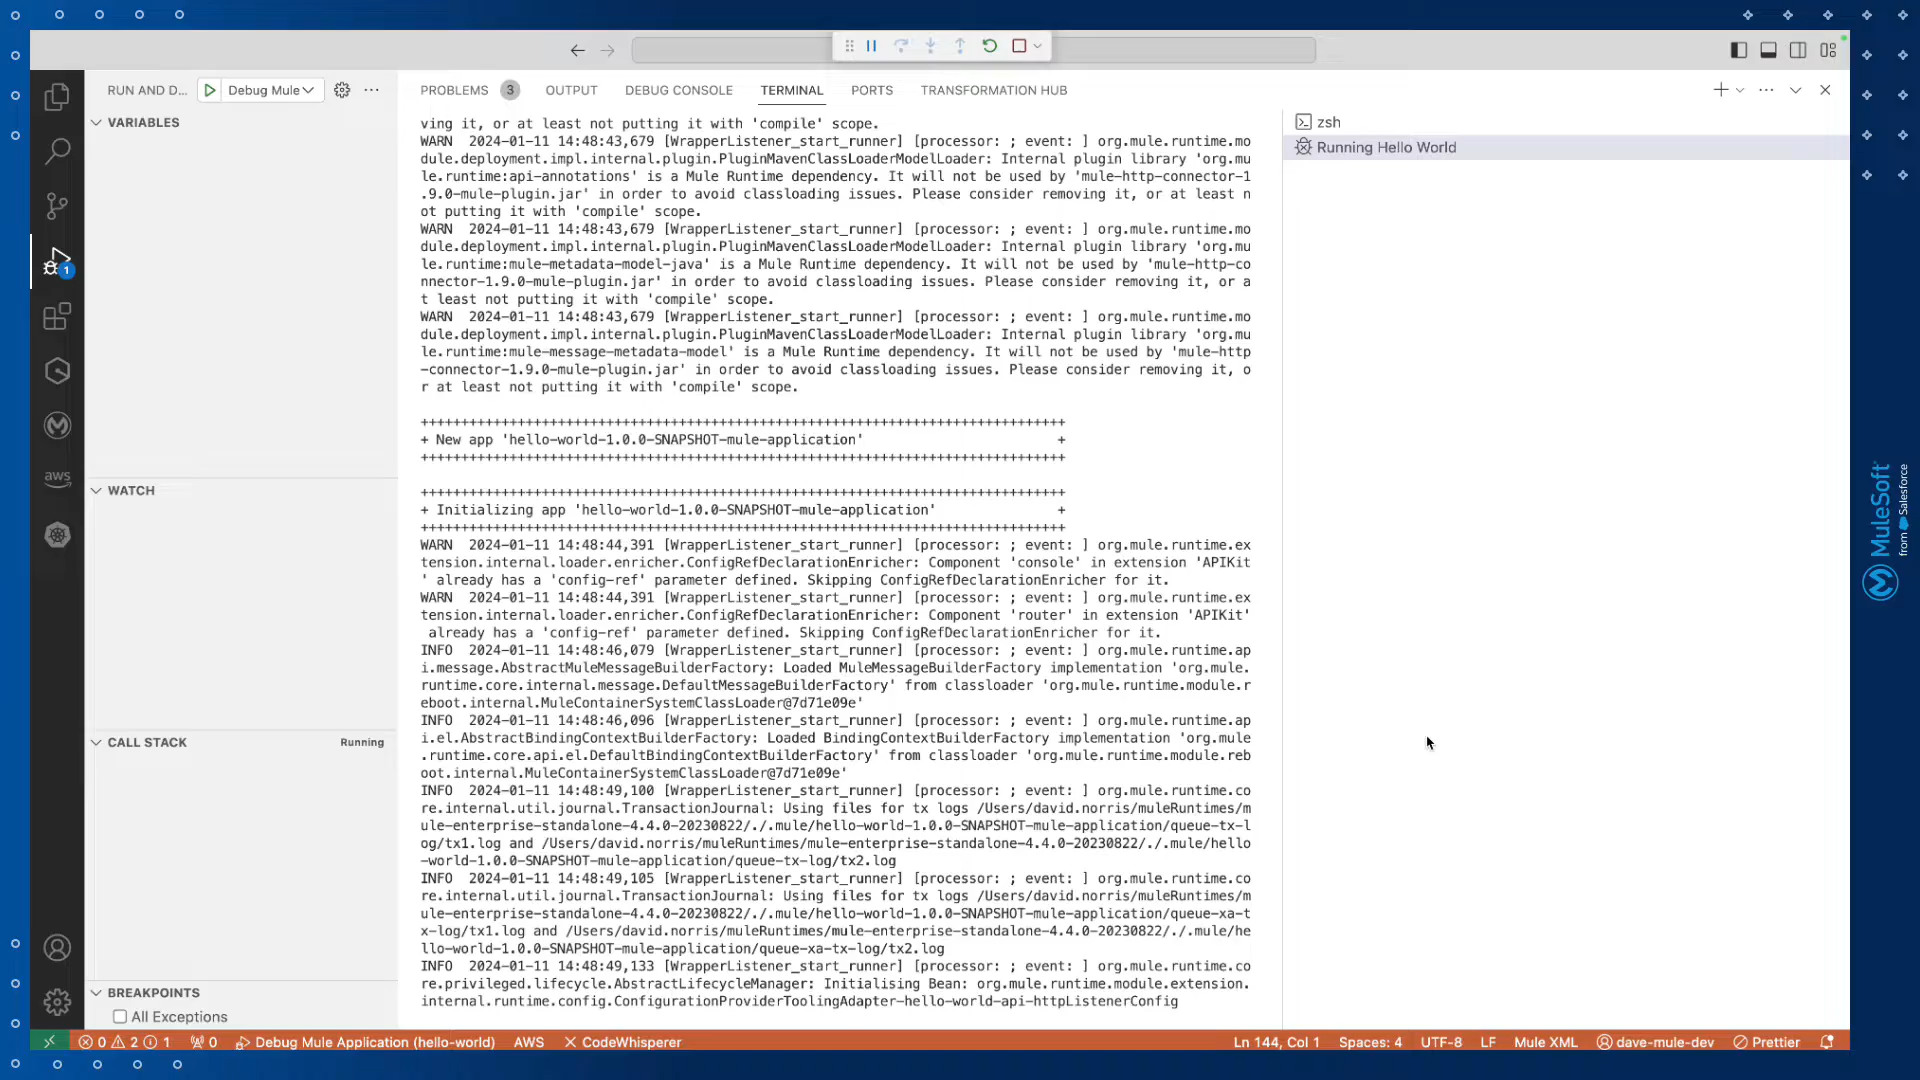 RUN AND D...
Debug Mule
PROBLEMS 3 OUTPUT DEBUG CONSOLE TERMINAL PORTS TRANSFORMATION HUB
VARIABLES
WATCH
CALL STACK Running
BREAKPOINTS
All Exceptions
1
aws
ving it, or at least not putting it with 'compile' scope.
WARN  2024-01-11 14:48:43,679 [WrapperListener_start_runner] [processor: ; event: ] org.mule.runtime.mo
dule.deployment.impl.internal.plugin.PluginMavenClassLoaderModelLoader: Internal plugin library 'org.mu
le.runtime:api-annotations' is a Mule Runtime dependency. It will not be used by 'mule-http-connector-1
.9.0-mule-plugin.jar' in order to avoid classloading issues. Please consider removing it, or at least n
ot putting it with 'compile' scope.
WARN  2024-01-11 14:48:43,679 [WrapperListener_start_runner] [processor: ; event: ] org.mule.runtime.mo
dule.deployment.impl.internal.plugin.PluginMavenClassLoaderModelLoader: Internal plugin library 'org.mu
le.runtime:mule-metadata-model-java' is a Mule Runtime dependency. It will not be used by 'mule-http-co
nnector-1.9.0-mule-plugin.jar' in order to avoid classloading issues. Please consider removing it, or a
t least not putting it with 'compile' scope.
WARN  2024-01-11 14:48:43,679 [WrapperListener_start_runner] [processor: ; event: ] org.mule.runtime.mo
dule.deployment.impl.internal.plugin.PluginMavenClassLoaderModelLoader: Internal plugin library 'org.mu
le.runtime:mule-message-metadata-model' is a Mule Runtime dependency. It will not be used by 'mule-http
-connector-1.9.0-mule-plugin.jar' in order to avoid classloading issues. Please consider removing it, o
r at least not putting it with 'compile' scope.
++++++++++++++++++++++++++++++++++++++++++++++++++++++++++++++++++++++++++++++++
+ New app 'hello-world-1.0.0-SNAPSHOT-mule-application'                        +
++++++++++++++++++++++++++++++++++++++++++++++++++++++++++++++++++++++++++++++++
++++++++++++++++++++++++++++++++++++++++++++++++++++++++++++++++++++++++++++++++
+ Initializing app 'hello-world-1.0.0-SNAPSHOT-mule-application'               +
++++++++++++++++++++++++++++++++++++++++++++++++++++++++++++++++++++++++++++++++
WARN  2024-01-11 14:48:44,391 [WrapperListener_start_runner] [processor: ; event: ] org.mule.runtime.ex
tension.internal.loader.enricher.ConfigRefDeclarationEnricher: Component 'console' in extension 'APIKit
' already has a 'config-ref' parameter defined. Skipping ConfigRefDeclarationEnricher for it.
WARN  2024-01-11 14:48:44,391 [WrapperListener_start_runner] [processor: ; event: ] org.mule.runtime.ex
tension.internal.loader.enricher.ConfigRefDeclarationEnricher: Component 'router' in extension 'APIKit'
 already has a 'config-ref' parameter defined. Skipping ConfigRefDeclarationEnricher for it.
INFO  2024-01-11 14:48:46,079 [WrapperListener_start_runner] [processor: ; event: ] org.mule.runtime.ap
i.message.AbstractMuleMessageBuilderFactory: Loaded MuleMessageBuilderFactory implementation 'org.mule.
runtime.core.internal.message.DefaultMessageBuilderFactory' from classloader 'org.mule.runtime.module.r
eboot.internal.MuleContainerSystemClassLoader@7d71e09e'
INFO  2024-01-11 14:48:46,096 [WrapperListener_start_runner] [processor: ; event: ] org.mule.runtime.ap
i.el.AbstractBindingContextBuilderFactory: Loaded BindingContextBuilderFactory implementation 'org.mule
.runtime.core.api.el.DefaultBindingContextBuilderFactory' from classloader 'org.mule.runtime.module.reb
oot.internal.MuleContainerSystemClassLoader@7d71e09e'
INFO  2024-01-11 14:48:49,100 [WrapperListener_start_runner] [processor: ; event: ] org.mule.runtime.co
re.internal.util.journal.TransactionJournal: Using files for tx logs /Users/david.norris/muleRuntimes/m
ule-enterprise-standalone-4.4.0-20230822/./.mule/hello-world-1.0.0-SNAPSHOT-mule-application/queue-tx-l
og/tx1.log and /Users/david.norris/muleRuntimes/mule-enterprise-standalone-4.4.0-20230822/./.mule/hello
-world-1.0.0-SNAPSHOT-mule-application/queue-tx-log/tx2.log
INFO  2024-01-11 14:48:49,105 [WrapperListener_start_runner] [processor: ; event: ] org.mule.runtime.co
re.internal.util.journal.TransactionJournal: Using files for tx logs /Users/david.norris/muleRuntimes/m
ule-enterprise-standalone-4.4.0-20230822/./.mule/hello-world-1.0.0-SNAPSHOT-mule-application/queue-xa-t
x-log/tx1.log and /Users/david.norris/muleRuntimes/mule-enterprise-standalone-4.4.0-20230822/./.mule/he
llo-world-1.0.0-SNAPSHOT-mule-application/queue-xa-tx-log/tx2.log
INFO  2024-01-11 14:48:49,133 [WrapperListener_start_runner] [processor: ; event: ] org.mule.runtime.co
re.privileged.lifecycle.AbstractLifecycleManager: Initialising Bean: org.mule.runtime.module.extension.
internal.runtime.config.ConfigurationProviderToolingAdapter-hello-world-api-httpListenerConfig
zsh
Running Hello World
MuleSoft
from Salesforce
0 2 1 0 Debug Mule Application (hello-world) AWS CodeWhisperer Ln 144, Col 1 Spaces: 4 UTF-8 LF Mule XML dave-mule-dev Prettier